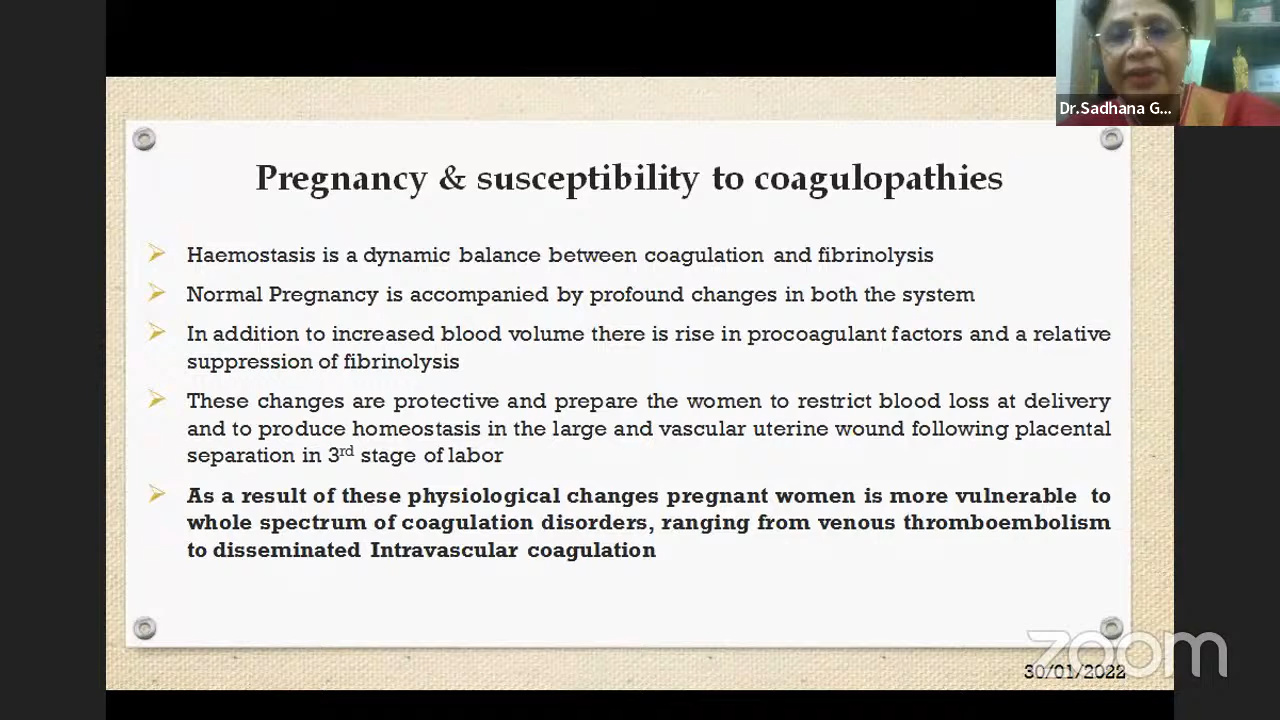 Dr.Sadhana G...
Pregnancy & susceptibility to coagulopathies
Haemostasis is a dynamic balance between coagulation and fibrinolysis
Normal Pregnancy is accompanied by profound changes in both the system
In addition to increased blood volume there is rise in procoagulant factors and a relative
suppression of fibrinolysis
These changes are protective and prepare the women to restrict blood loss at delivery
and to produce homeostasis in the large and vascular uterine wound following placental
separation in 3rd stage of labor
As a result of these physiological changes pregnant women is more vulnerable to
whole spectrum of coagulation disorders, ranging from venous thromboembolism
to disseminated Intravascular coagulation
zoom
30/01/2022